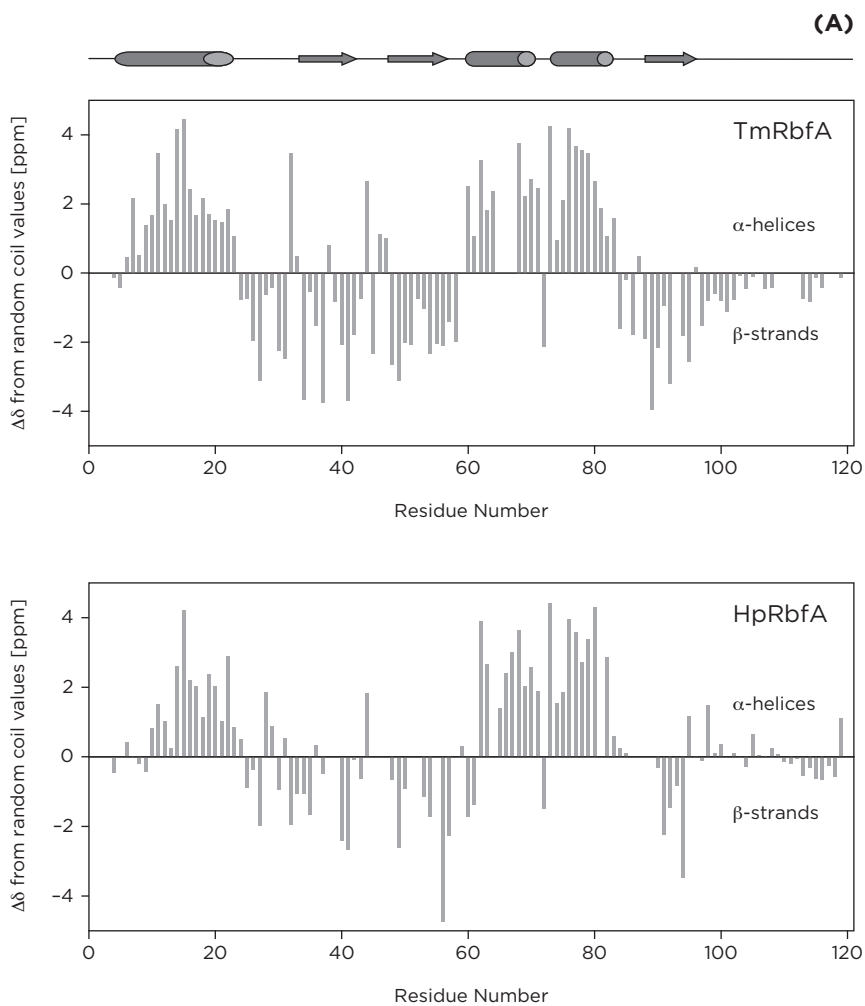 (A)
TmRbfA
α-helices
β-strands
Δδ from random coil values [ppm]
4
2
0
−2
−4
0 20 40 60 80 100 120
Residue Number
HpRbfA
α-helices
β-strands
Δδ from random coil values [ppm]
4
2
0
−2
−4
0 20 40 60 80 100 120
Residue Number